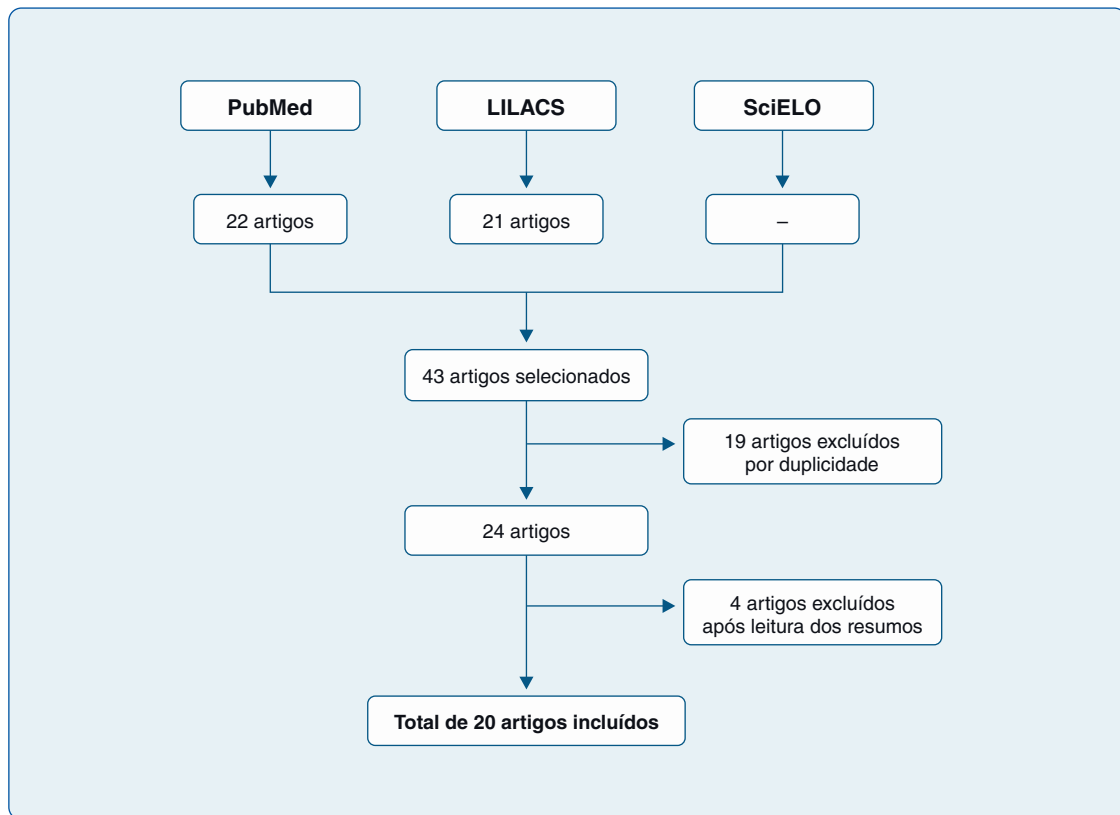 PubMed
LILACS
SciELO
22 artigos
21 artigos
–
43 artigos selecionados
19 artigos excluídos
por duplicidade
24 artigos
4 artigos excluídos
após leitura dos resumos
Total de 20 artigos incluídos